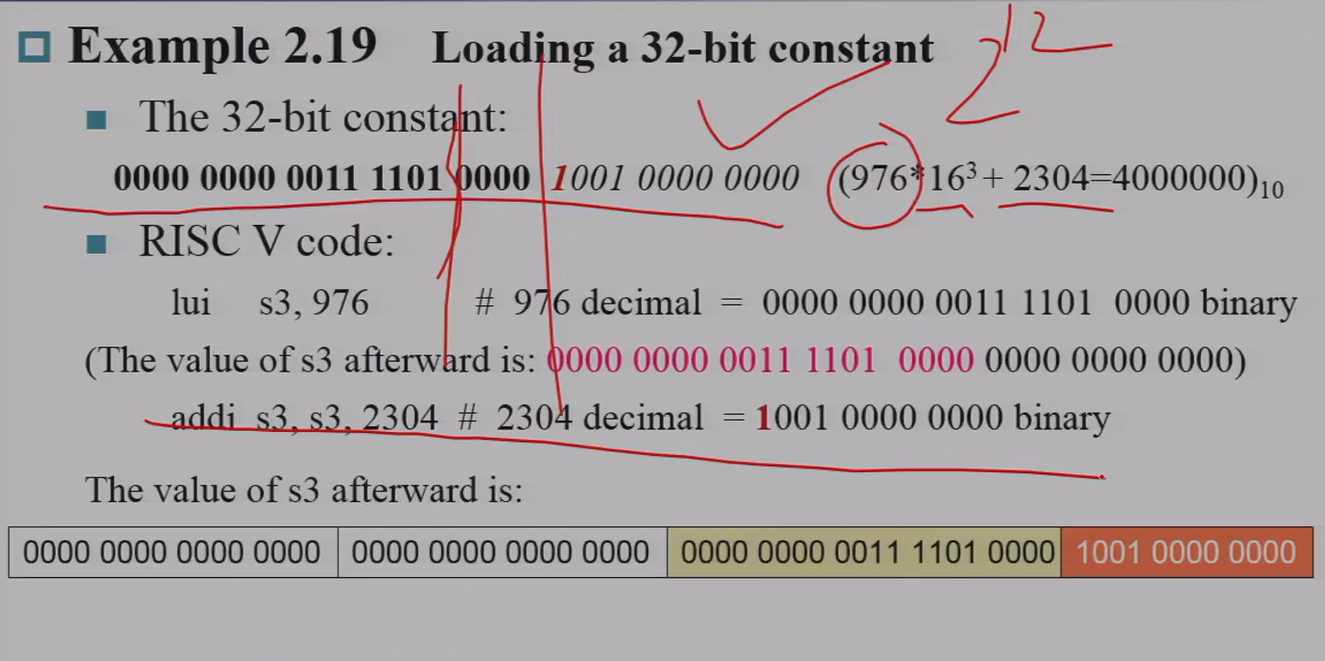 Example 2.19 Loading a 32-bit constant 2^12
The 32-bit constant:
0000 0000 0011 1101 0000 1001 0000 0000 (976*16³ + 2304=4000000)₁₀
RISC V code:
lui s3, 976 # 976 decimal = 0000 0000 0011 1101 0000 binary
(The value of s3 afterward is: 0000 0000 0011 1101 0000 0000 0000 0000)
addi s3, s3, 2304 # 2304 decimal = 1001 0000 0000 binary
The value of s3 afterward is:
0000 0000 0000 0000 0000 0000 0000 0000 0000 0000 0011 1101 0000 1001 0000 0000